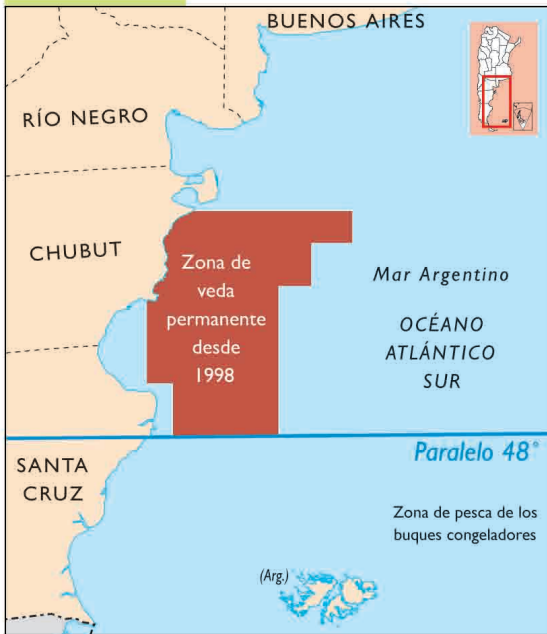 BUENOS AIRES
RÍO NEGRO
CHUBUT
Zona de
veda
permanente
desde
1998
Mar Argentino
OCÉANO
ATLÁNTICO
SUR
Paralelo 48°
SANTA
CRUZ
Zona de pesca de los
buques congeladores
(Arg.)